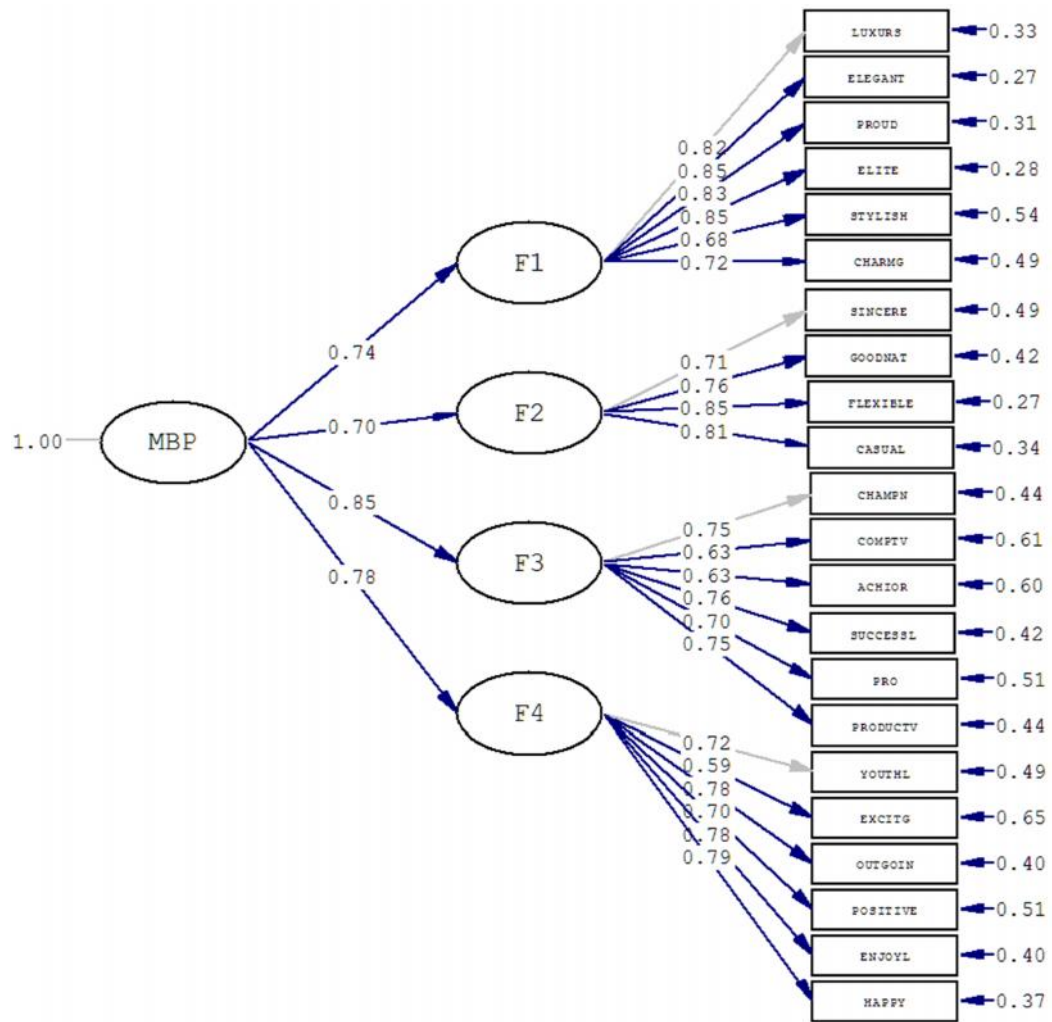 LUXURS
0.33
ELEGANT
0.27
PROUD
0.31
ELITE
0.28
STYLISH
0.54
CHARMG
0.49
0.82
0.85
0.83
0.85
0.68
0.72
F1
SINCERE
0.49
GOODNAT
0.42
FLEXIBLE
0.27
CASUAL
0.34
0.71
0.76
0.85
0.81
F2
0.74
0.70
0.85
0.78
1.00
MBP
CHAMPN
0.44
COMPTV
0.61
ACHIOR
0.60
SUCCESSL
0.42
PRO
0.51
PRODUCTV
0.44
0.75
0.63
0.63
0.76
0.70
0.75
F3
F4
0.72
0.59
0.78
0.70
0.78
0.79
YOUTHL
0.49
EXCITG
0.65
OUTGOIN
0.40
POSITIVE
0.51
ENJOYL
0.40
HAPPY
0.37